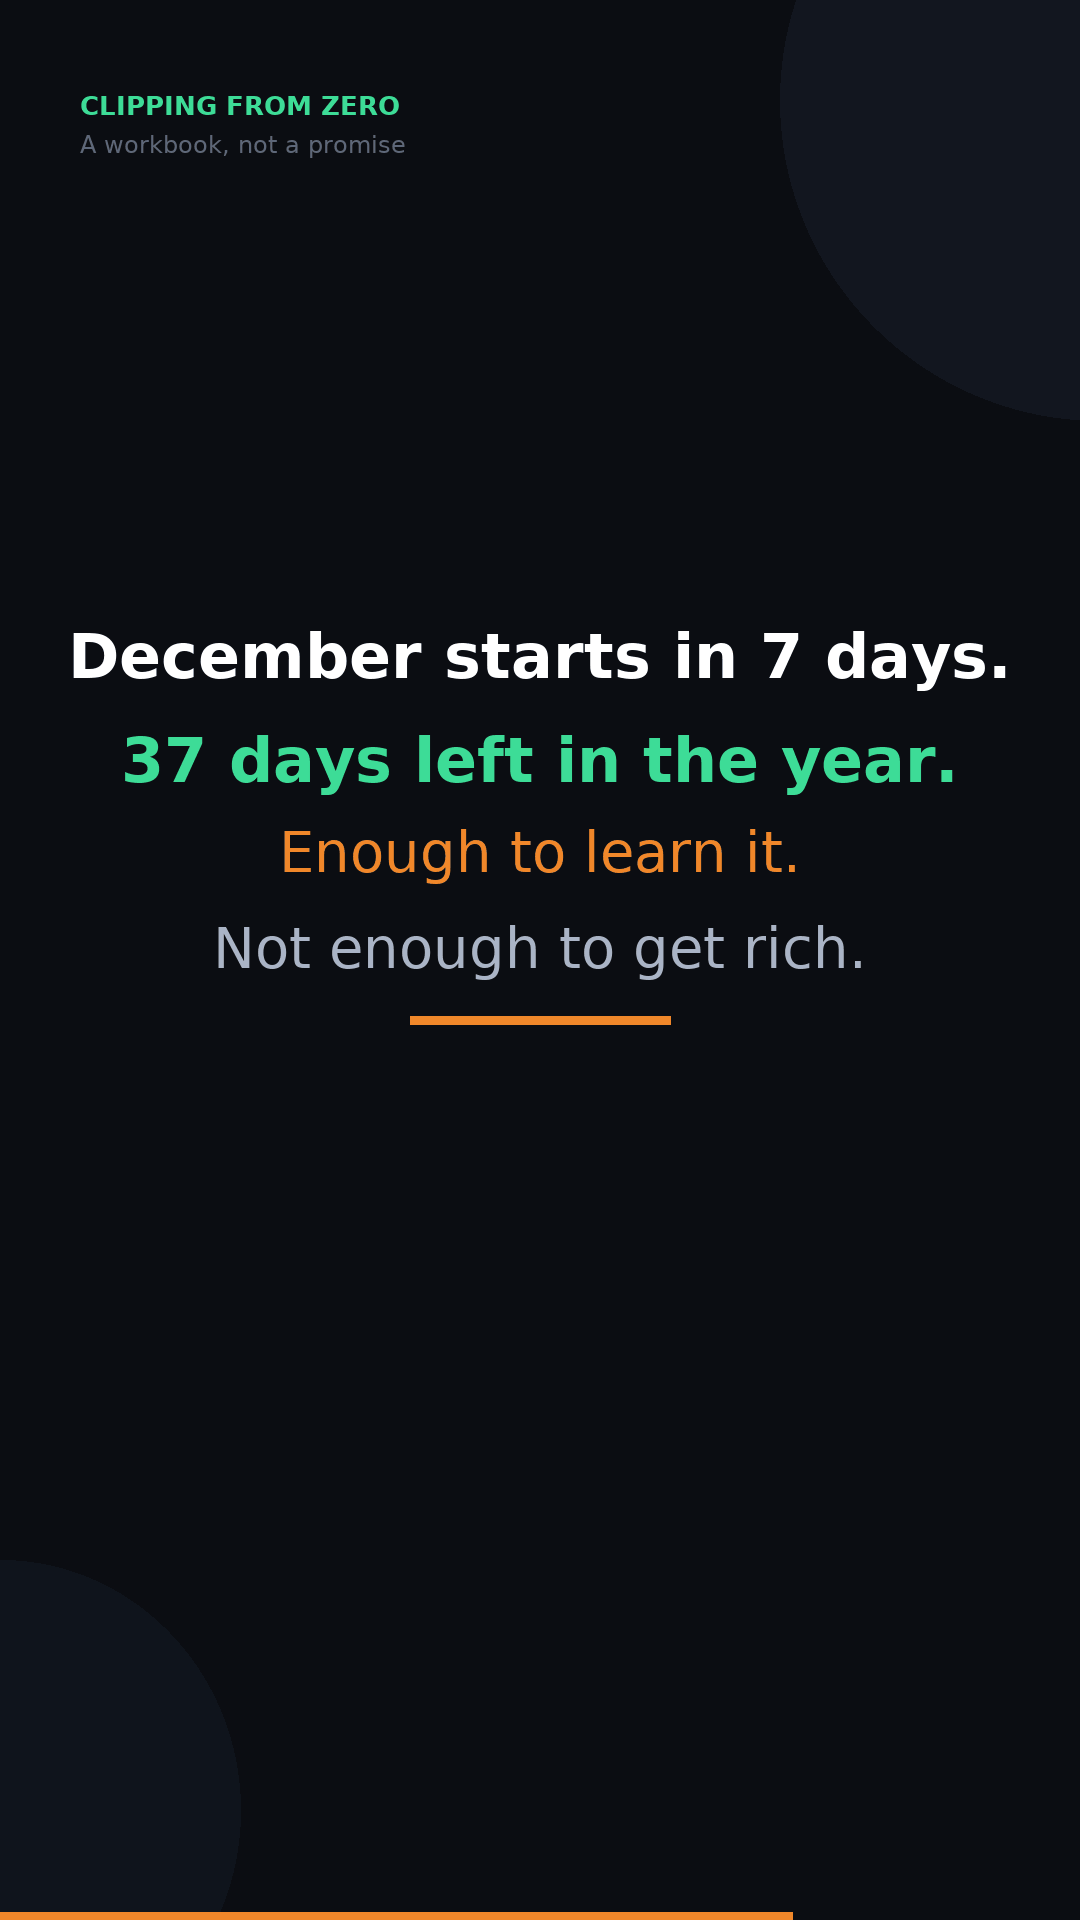 CLIPPING FROM ZERO
A workbook, not a promise
December starts in 7 days.
37 days left in the year.
Enough to learn it.
Not enough to get rich.